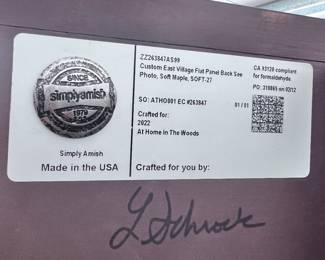 ZZ263847AS99
Custom East Village Flat Panel Back See
Photo, Soft Maple, SOFT-27
CA 93120 compliant
for formaldehyde
PO: 318865 on 02/12
SO: ATHO001 EC #263847
01 / 01
Crafted for:
2022
At Home In The Woods
SINCE
simplyamish
1979
Simply Amish
Made in the USA
Crafted for you by:
L Schrock